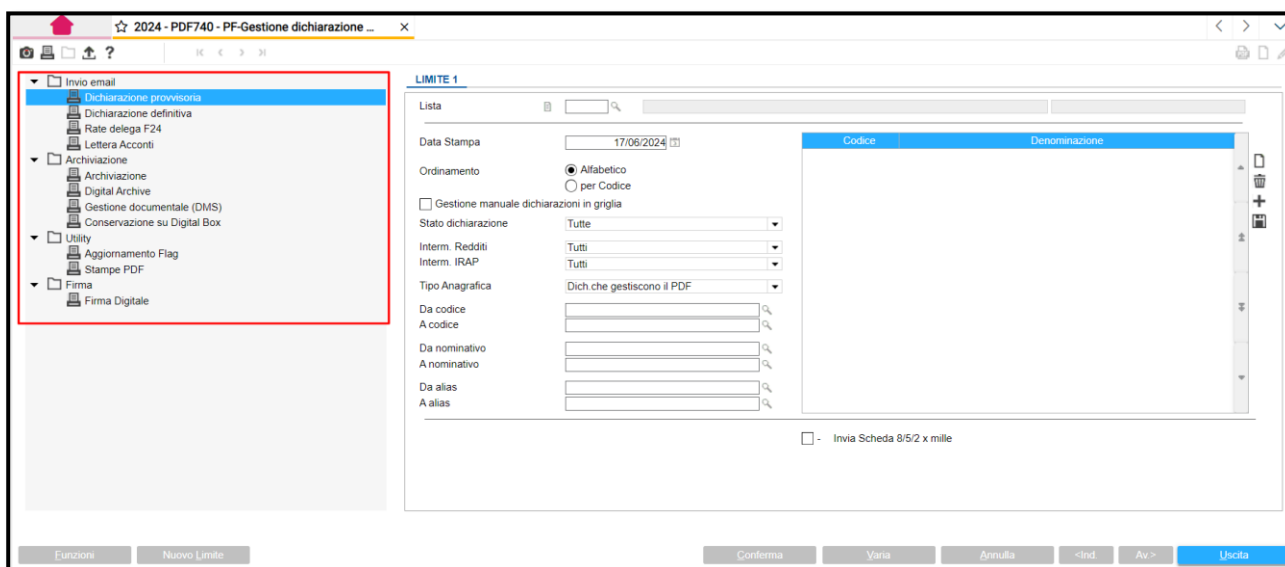 2024 - PDF740 - PF-Gestione dichiarazione ...
?
Invio email
Dichiarazione provvisoria
Dichiarazione definitiva
Rate delega F24
Lettera Acconti
Archiviazione
Archiviazione
Digital Archive
Gestione documentale (DMS)
Conservazione su Digital Box
Utility
Aggiornamento Flag
Stampe PDF
Firma
Firma Digitale
LIMITE 1
Lista
Data Stampa 17/06/2024
Ordinamento Alfabetico
per Codice
Gestione manuale dichiarazioni in griglia
Stato dichiarazione Tutte
Interm. Redditi Tutti
Interm. IRAP Tutti
Tipo Anagrafica Dich.che gestiscono il PDF
Da codice
A codice
Da nominativo
A nominativo
Da alias
A alias
Codice Denominazione
- Invia Scheda 8/5/2 x mille
Funzioni Nuovo Limite Conferma Varia Annulla <Ind. Av.> Uscita